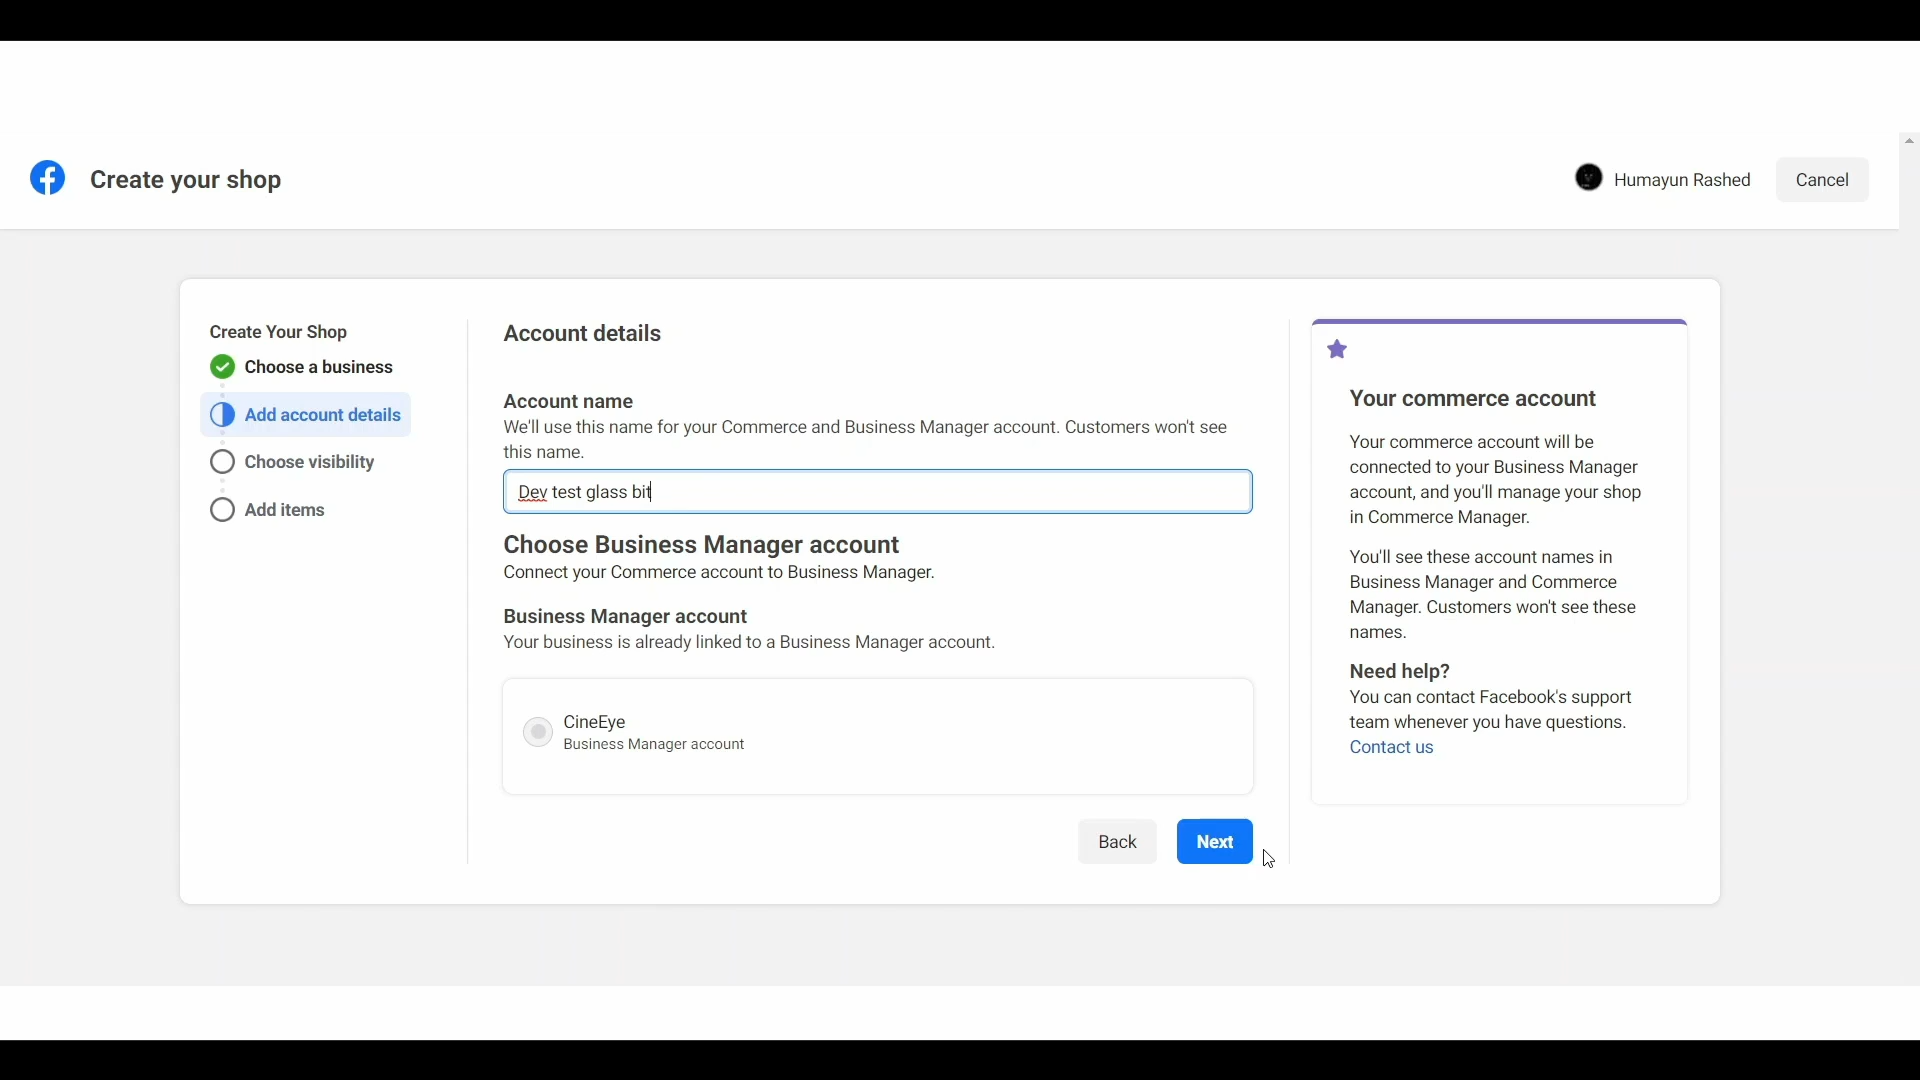 Create your shop
Humayun Rashed
Cancel
Create Your Shop
Choose a business
Add account details
Choose visibility
Add items
Account details
Account name
We'll use this name for your Commerce and Business Manager account. Customers won't see
this name.
Dev test glass bit
Choose Business Manager account
Connect your Commerce account to Business Manager.
Business Manager account
Your business is already linked to a Business Manager account.
CineEye
Business Manager account
Back
Next
Your commerce account
Your commerce account will be
connected to your Business Manager
account, and you'll manage your shop
in Commerce Manager.
You'll see these account names in
Business Manager and Commerce
Manager. Customers won't see these
names.
Need help?
You can contact Facebook's support
team whenever you have questions.
Contact us